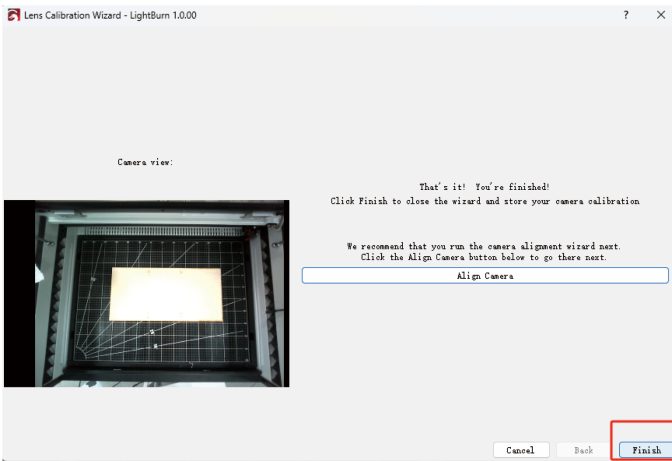 Lens Calibration Wizard - LightBurn 1.0.00
?
Camera view:
That's it! You're finished!
Click Finish to close the wizard and store your camera calibration
We recommend that you run the camera alignment wizard next.
Click the Align Camera button below to go there next.
Align Camera
Cancel
Back
Finish